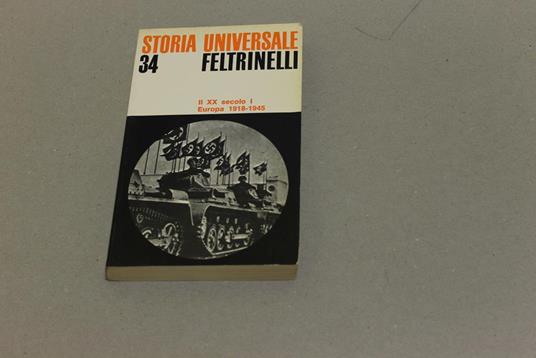 STORIA UNIVERSALE
34 FELTRINELLI
Il XX secolo I
Europa 1918-1945